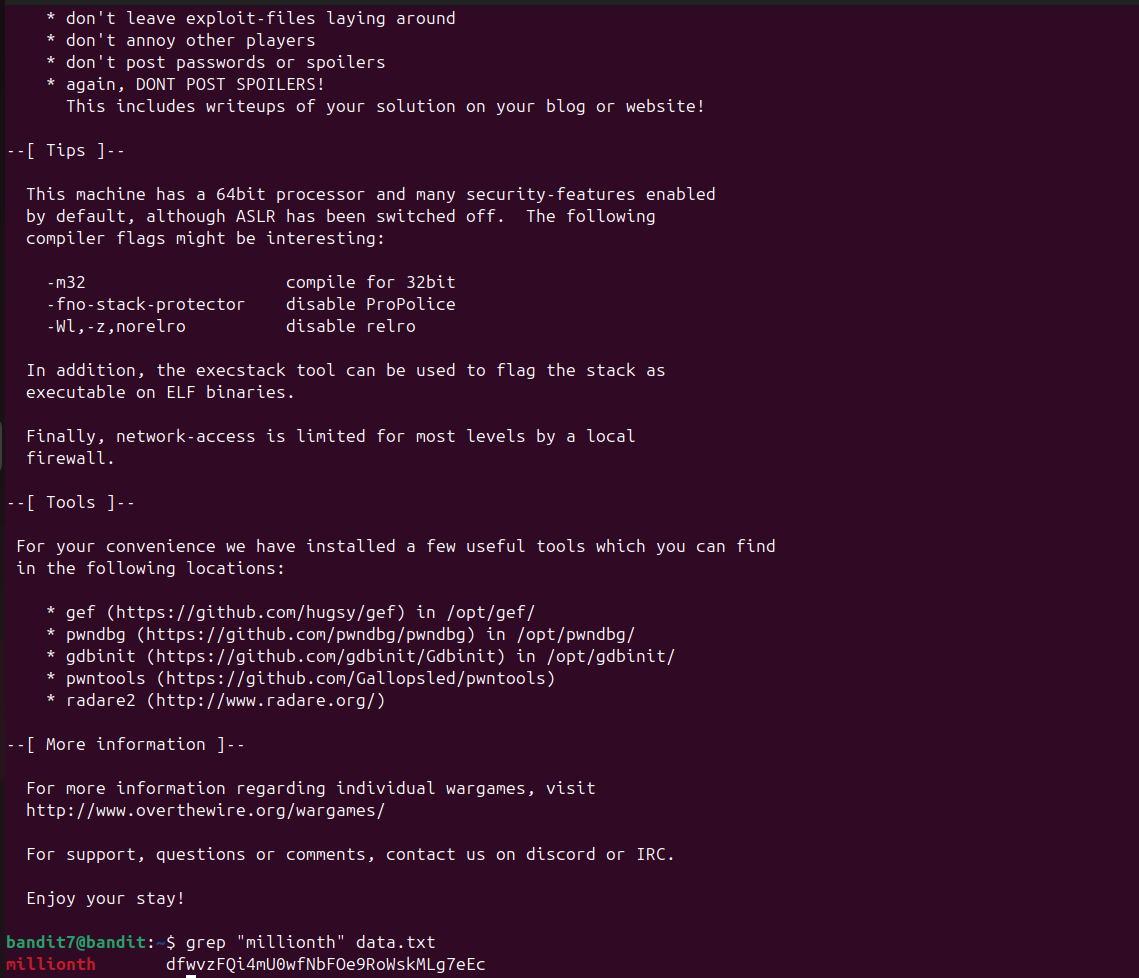 * don't leave exploit-files laying around
* don't annoy other players
* don't post passwords or spoilers
* again, DONT POST SPOILERS!
This includes writeups of your solution on your blog or website!
--[ Tips ]--
This machine has a 64bit processor and many security-features enabled
by default, although ASLR has been switched off.  The following
compiler flags might be interesting:
-m32                    compile for 32bit
-fno-stack-protector    disable ProPolice
-Wl,-z,norelro          disable relro
In addition, the execstack tool can be used to flag the stack as
executable on ELF binaries.
Finally, network-access is limited for most levels by a local
firewall.
--[ Tools ]--
For your convenience we have installed a few useful tools which you can find
in the following locations:
* gef (https://github.com/hugsy/gef) in /opt/gef/
* pwndbg (https://github.com/pwndbg/pwndbg) in /opt/pwndbg/
* gdbinit (https://github.com/gdbinit/Gdbinit) in /opt/gdbinit/
* pwntools (https://github.com/Gallopsled/pwntools)
* radare2 (http://www.radare.org/)
--[ More information ]--
For more information regarding individual wargames, visit
http://www.overthewire.org/wargames/
For support, questions or comments, contact us on discord or IRC.
Enjoy your stay!
bandit7@bandit:~$ grep "millionth" data.txt
millionth       dfwvzFQi4mU0wfNbFOe9RoWskMLg7eEc